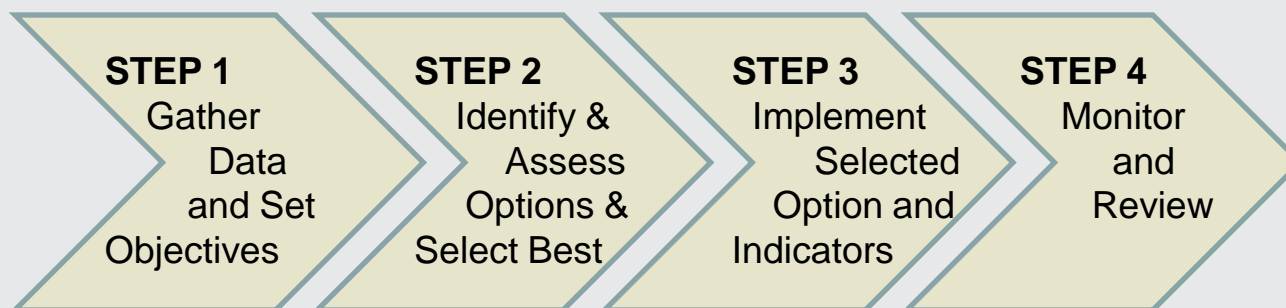 STEP 1
Gather
Data
and Set
Objectives
STEP 2
Identify &
Assess
Options &
Select Best
STEP 3
Implement
Selected
Option and
Indicators
STEP 4
Monitor
and
Review